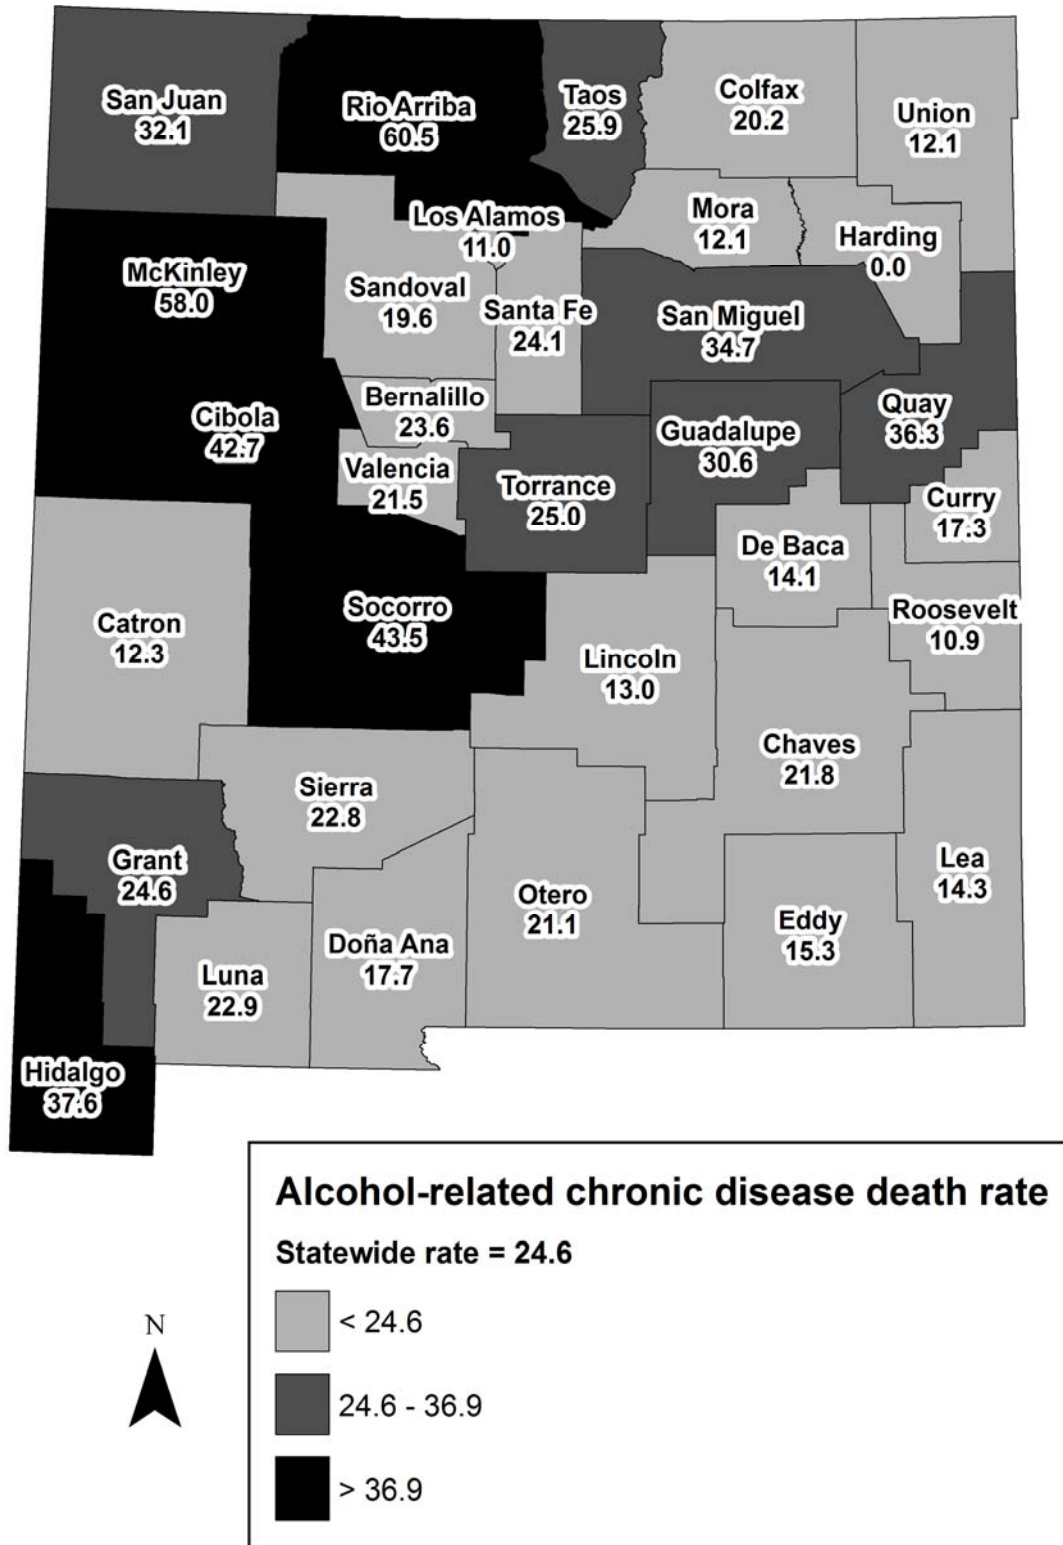 San Juan
32.1
Rio Arriba
60.5
Taos
25.9
Colfax
20.2
Union
12.1
Los Alamos
11.0
Mora
12.1
Harding
0.0
McKinley
58.0
Sandoval
19.6
Santa Fe
24.1
San Miguel
34.7
Cibola
42.7
Bernalillo
23.6
Valencia
21.5
Torrance
25.0
Guadalupe
30.6
Quay
36.3
Curry
17.3
De Baca
14.1
Roosevelt
10.9
Catron
12.3
Socorro
43.5
Lincoln
13.0
Chaves
21.8
Sierra
22.8
Grant
24.6
Otero
21.1
Lea
14.3
Eddy
15.3
Doña Ana
17.7
Luna
22.9
Hidalgo
37.6
Alcohol-related chronic disease death rate
Statewide rate = 24.6
< 24.6
24.6 - 36.9
> 36.9
N